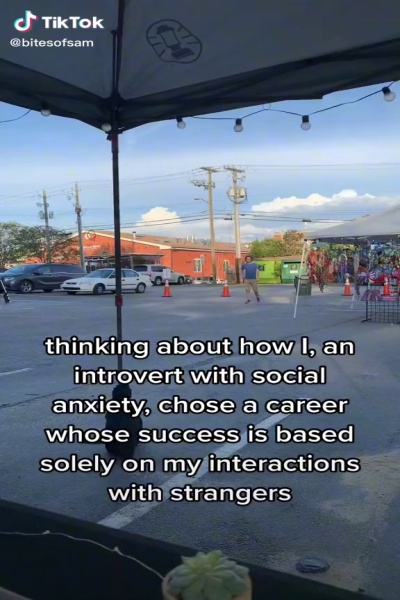 TikTok
@bitesofsam
thinking about how I, an
introvert with social
anxiety, chose a career
whose success is based
solely on my interactions
with strangers